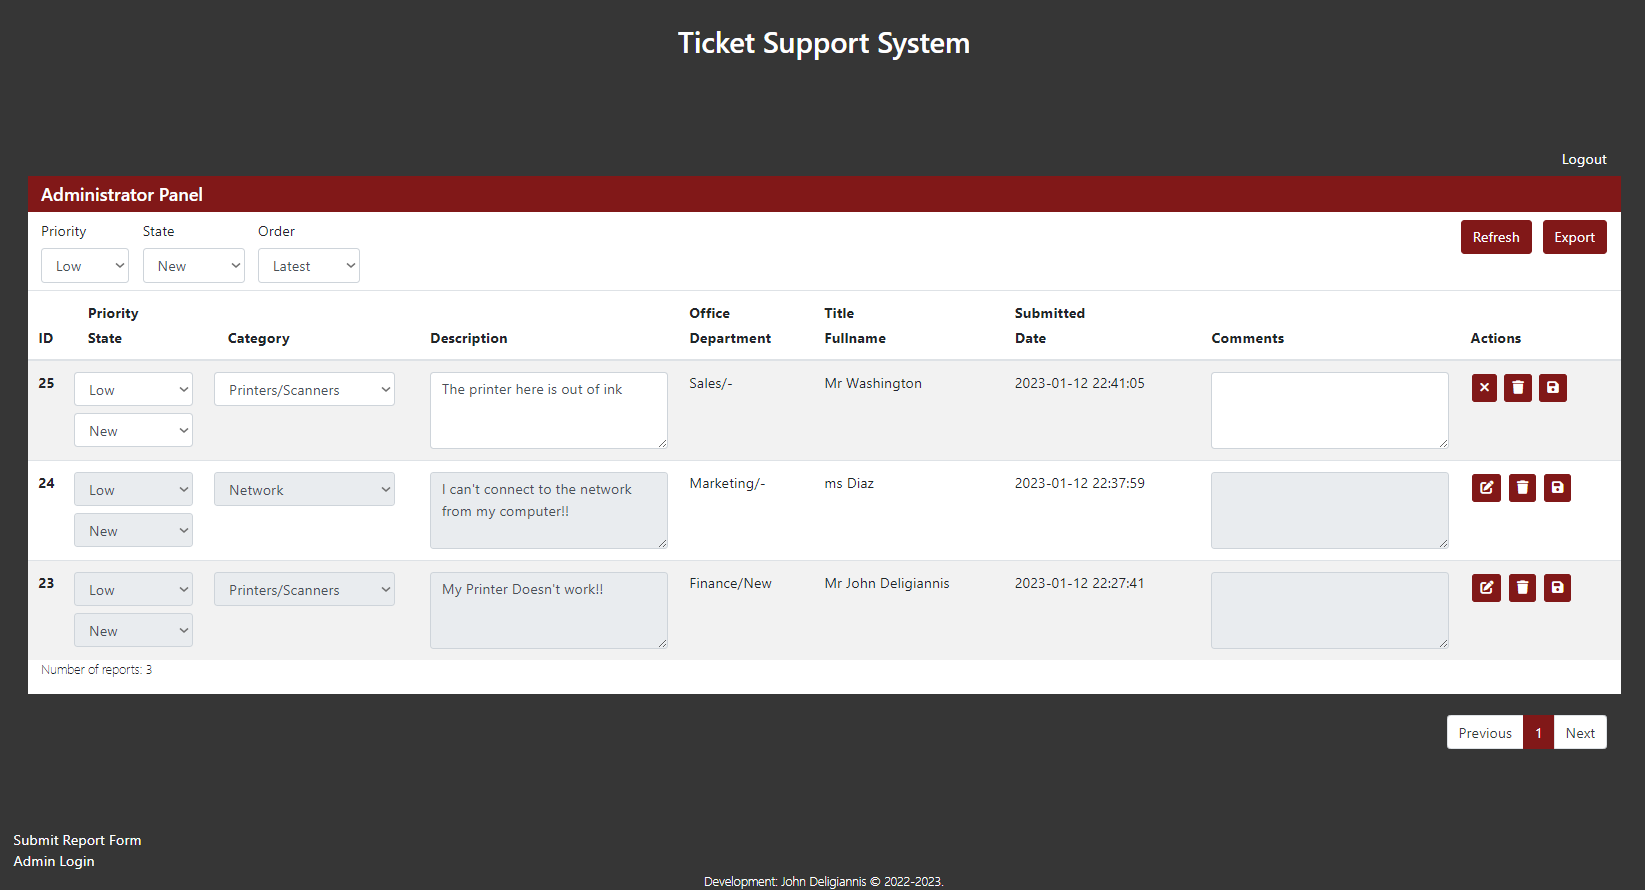 Ticket Support System
Logout
Administrator Panel
Priority State Order
Refresh Export
Low New Latest
Priority Office Title Submitted
ID State Category Description Department Fullname Date Comments Actions
25 Low Printers/Scanners The printer here is out of ink Sales/- Mr Washington 2023-01-12 22:41:05
New
24 Low Network I can't connect to the network Marketing/- ms Diaz 2023-01-12 22:37:59
from my computer!!
New
23 Low Printers/Scanners My Printer Doesn't work!! Finance/New Mr John Deligiannis 2023-01-12 22:27:41
New
Number of reports: 3
Previous 1 Next
Submit Report Form
Admin Login
Development: John Deligiannis © 2022-2023.